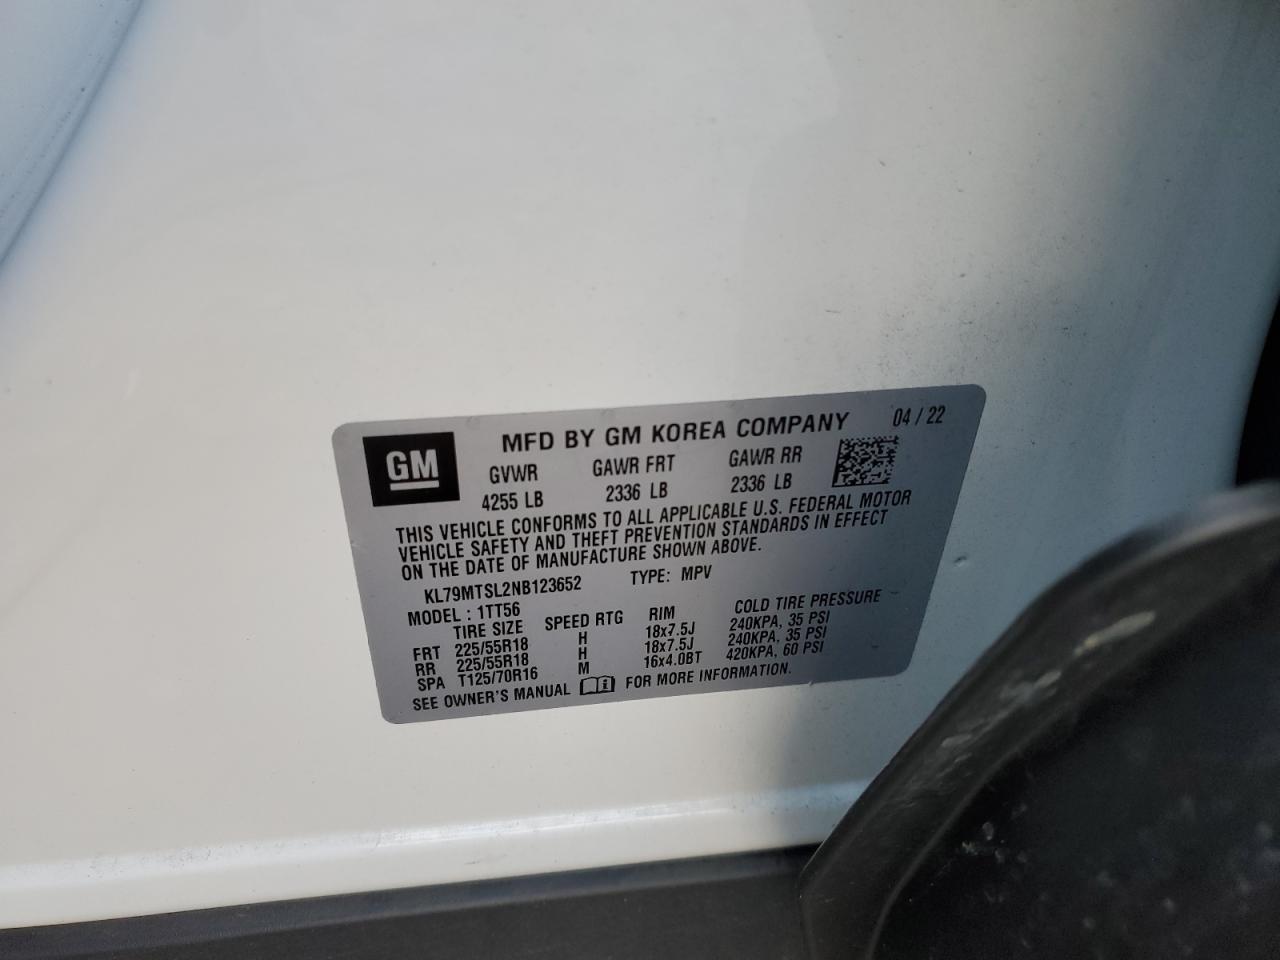 GM
MFD BY GM KOREA COMPANY 04 / 22
GVWR GAWR FRT GAWR RR
4255 LB 2336 LB 2336 LB
THIS VEHICLE CONFORMS TO ALL APPLICABLE U.S. FEDERAL MOTOR
VEHICLE SAFETY AND THEFT PREVENTION STANDARDS IN EFFECT
ON THE DATE OF MANUFACTURE SHOWN ABOVE.
KL79MTSL2NB123652 TYPE: MPV
MODEL : 1TT56
TIRE SIZE SPEED RTG RIM COLD TIRE PRESSURE
FRT 225/55R18 H 18x7.5J 240KPA, 35 PSI
RR 225/55R18 H 18x7.5J 240KPA, 35 PSI
SPA T125/70R16 M 16x4.0BT 420KPA, 60 PSI
SEE OWNER'S MANUAL FOR MORE INFORMATION.